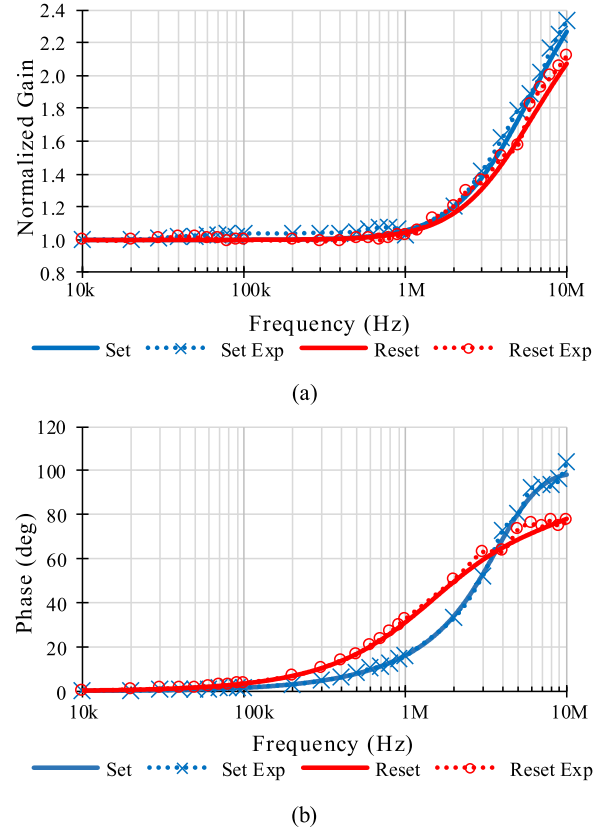 2.4
2.2
2.0
1.8
1.6
1.4
1.2
1.0
0.8
Normalized Gain
10k 100k 1M 10M
Frequency (Hz)
Set Set Exp Reset Reset Exp
(a)
120
100
80
60
40
20
0
Phase (deg)
10k 100k 1M 10M
Frequency (Hz)
Set Set Exp Reset Reset Exp
(b)